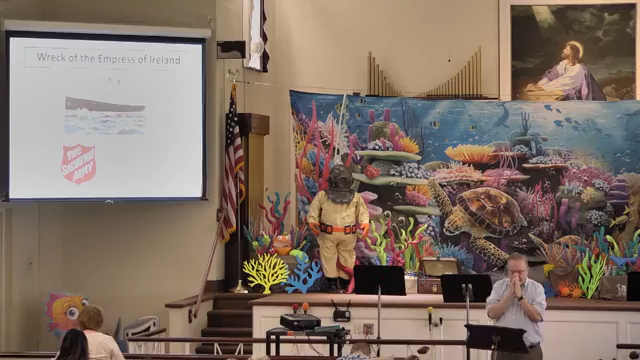 Wreck of the Empress of Ireland
THE
SALVATION
ARMY